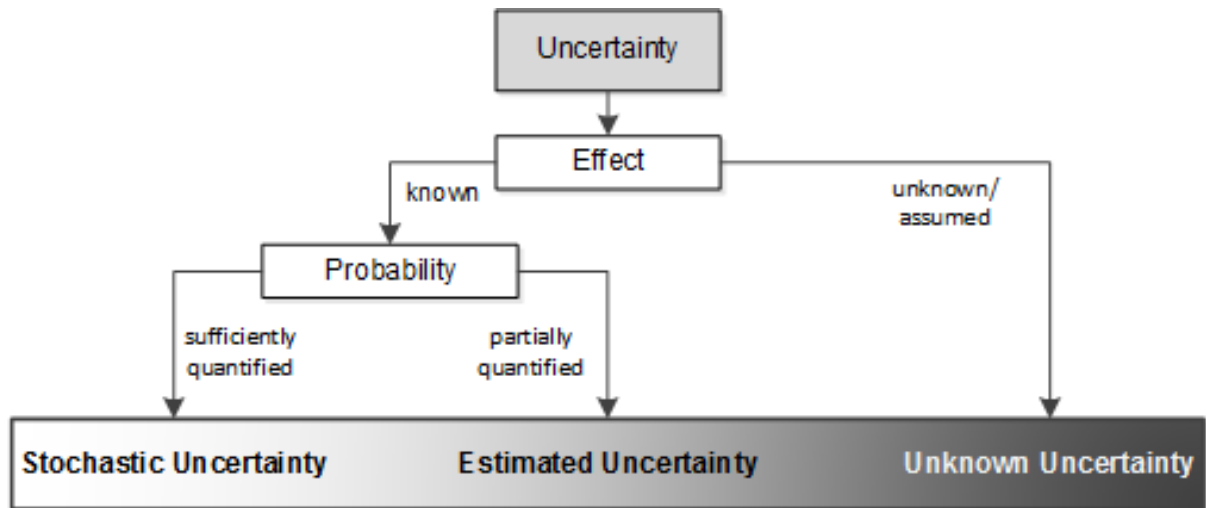 Uncertainty
Effect
known
unknown/
assumed
Probability
sufficiently
quantified
partially
quantified
Stochastic Uncertainty
Estimated Uncertainty
Unknown Uncertainty